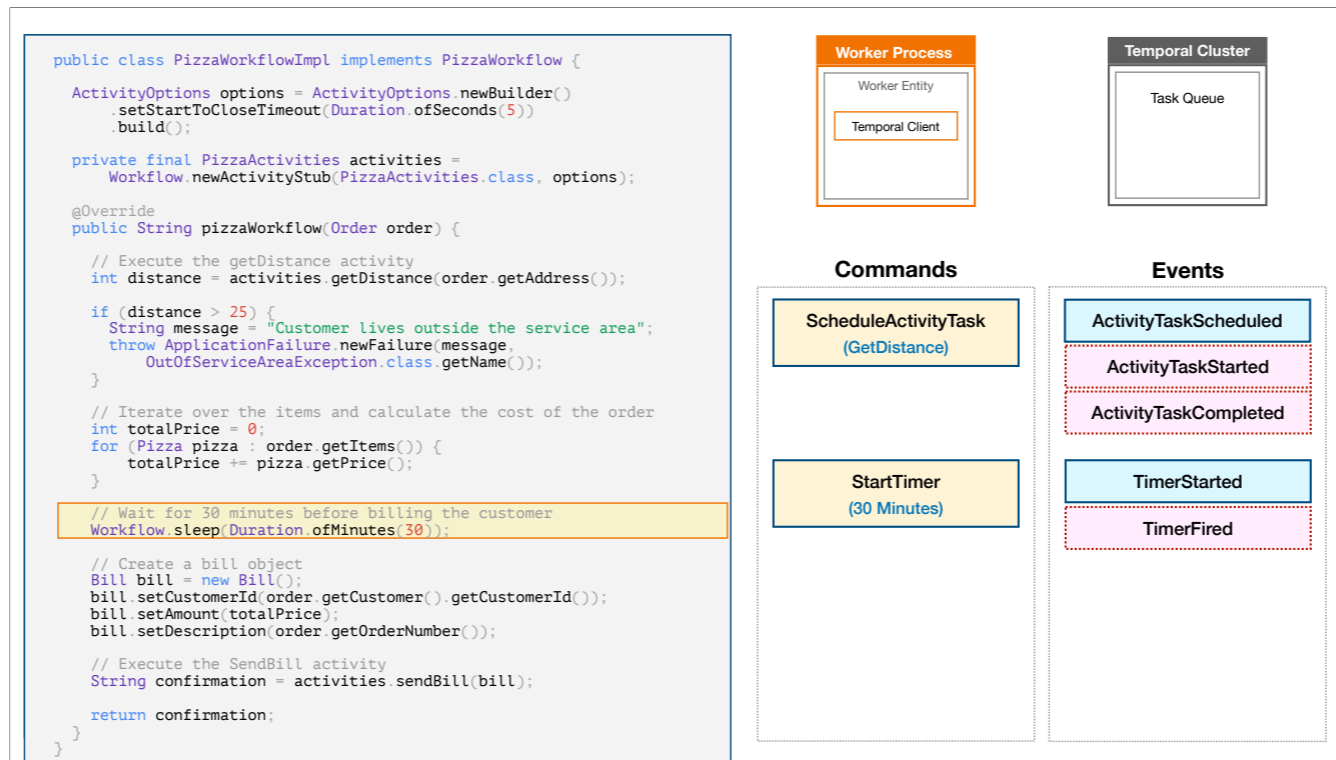 public class PizzaWorkflowImpl implements PizzaWorkflow {
ActivityOptions options = ActivityOptions.newBuilder()
.setStartToCloseTimeout(Duration.ofSeconds(5))
.build();
private final PizzaActivities activities =
Workflow.newActivityStub(PizzaActivities.class, options);
@Override
public String pizzaWorkflow(Order order) {
// Execute the getDistance activity
int distance = activities.getDistance(order.getAddress());
if (distance > 25) {
String message = "Customer lives outside the service area";
throw ApplicationFailure.newFailure(message,
OutOfServiceAreaException.class.getName());
}
// Iterate over the items and calculate the cost of the order
int totalPrice = 0;
for (Pizza pizza : order.getItems()) {
totalPrice += pizza.getPrice();
}
// Wait for 30 minutes before billing the customer
Workflow.sleep(Duration.ofMinutes(30));
// Create a bill object
Bill bill = new Bill();
bill.setCustomerId(order.getCustomer().getCustomerId());
bill.setAmount(totalPrice);
bill.setDescription(order.getOrderNumber());
// Execute the SendBill activity
String confirmation = activities.sendBill(bill);
return confirmation;
}
}
Worker Process
Worker Entity
Temporal Client
Temporal Cluster
Task Queue
Commands
ScheduleActivityTask
(GetDistance)
StartTimer
(30 Minutes)
Events
ActivityTaskScheduled
ActivityTaskStarted
ActivityTaskCompleted
TimerStarted
TimerFired